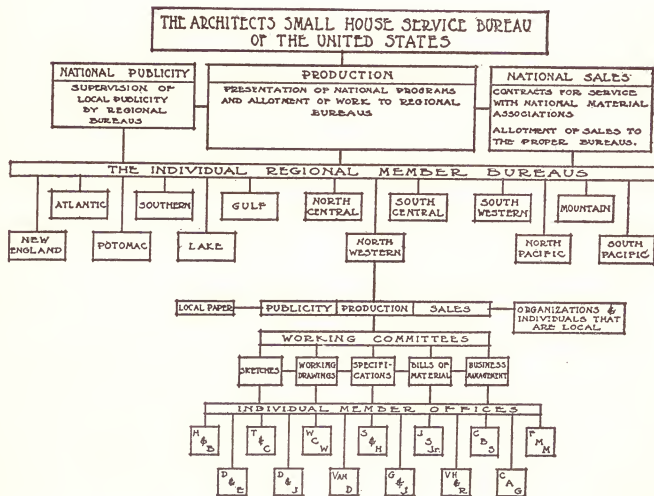 THE ARCHITECTS SMALL HOUSE SERVICE BUREAU
OF THE UNITED STATES
NATIONAL PUBLICITY
SUPERVISION OF
LOCAL PUBLICITY
BY REGIONAL
BUREAUS
PRODUCTION
PRESENTATION OF NATIONAL PROGRAMS
AND ALLOTMENT OF WORK TO REGIONAL
BUREAUS
NATIONAL SALES
CONTRACTS FOR SERVICE
WITH NATIONAL MATERIAL
ASSOCIATIONS
ALLOTMENT OF SALES TO
THE PROPER BUREAUS.
THE INDIVIDUAL REGIONAL MEMBER BUREAUS
ATLANTIC
SOUTHERN
GULF
NORTH
CENTRAL
SOUTH
CENTRAL
SOUTH
WESTERN
MOUNTAIN
NEW
ENGLAND
POTOMAC
LAKE
NORTH
WESTERN
NORTH
PACIFIC
SOUTH
PACIFIC
LOCAL PAPER
PUBLICITY
PRODUCTION
SALES
ORGANIZATIONS &
INDIVIDUALS THAT
ARE LOCAL
WORKING COMMITTEES
SKETCHES
WORKING
DRAWINGS
SPECIFI-
CATIONS
BILLS OF
MATERIAL
BUSINESS
MANAGEMENT
INDIVIDUAL MEMBER OFFICES
H
&
B
T
&
C
W
C
W
S
&
H
J
S
Jr.
C
B
S
F
M
M
D
&
E
D
&
J
VAN
D
G
&
J
VH
&
R
C
A
G